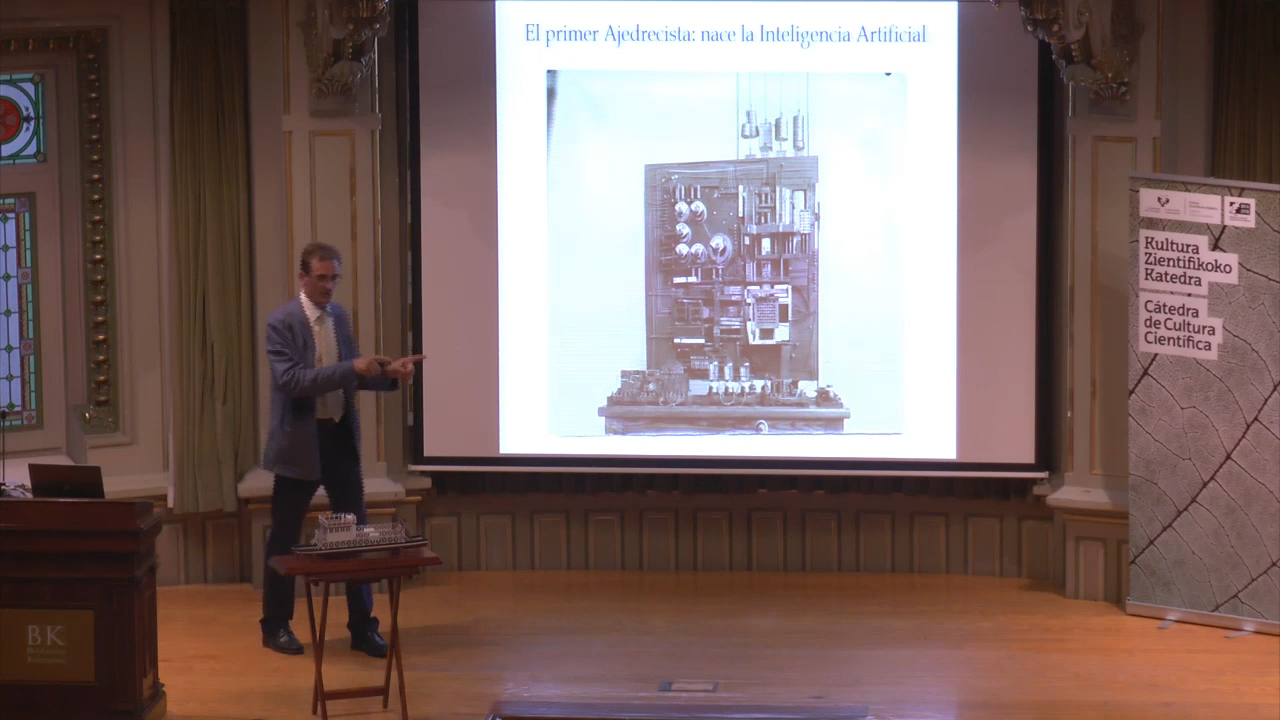 El primer Ajedrecista: nace la Inteligencia Artificial
Kultura
Zientifikoko
Katedra
Cátedra
de Cultura
Científica
BK